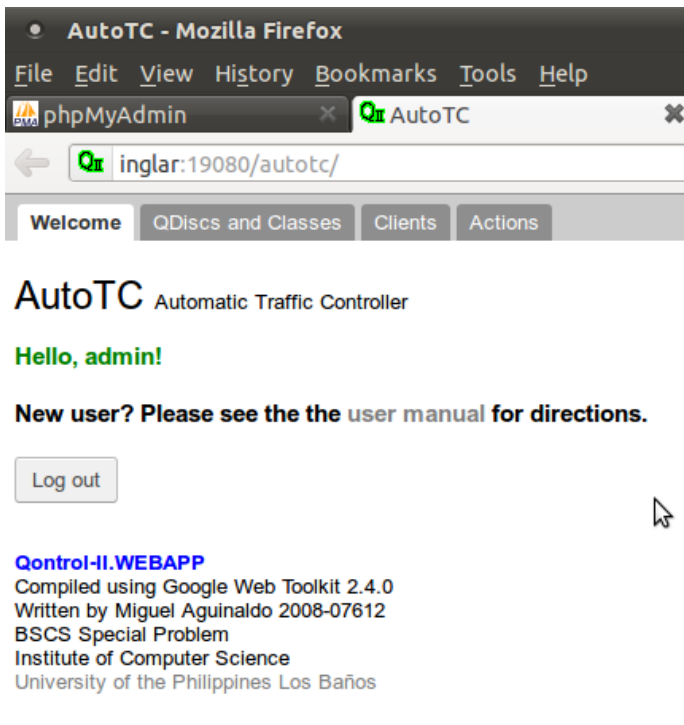 AutoTC - Mozilla Firefox
File Edit View History Bookmarks Tools Help
PMA phpMyAdmin QII AutoTC
QII inglar:19080/autotc/
Welcome QDiscs and Classes Clients Actions
AutoTC Automatic Traffic Controller
Hello, admin!
New user? Please see the the user manual for directions.
Log out
Qontrol-II.WEBAPP
Compiled using Google Web Toolkit 2.4.0
Written by Miguel Aguinaldo 2008-07612
BSCS Special Problem
Institute of Computer Science
University of the Philippines Los Baños